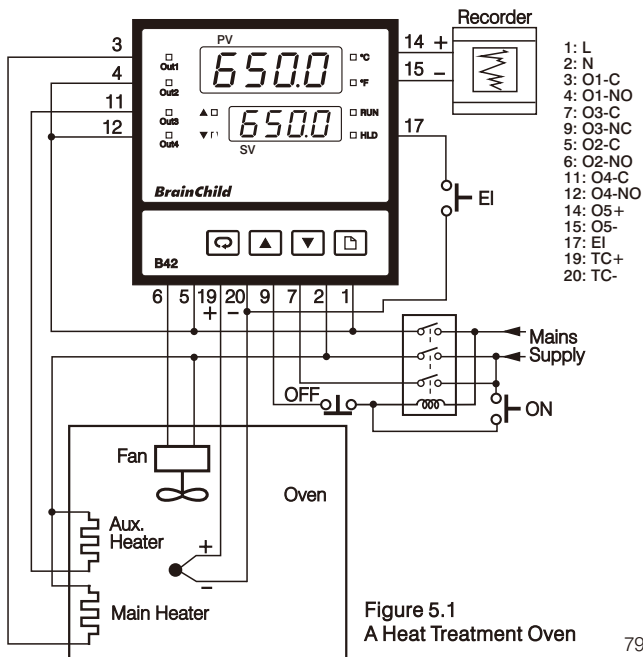 Recorder
3
4
11
12
PV
650.0
Out1
Out2
Out3
Out4
°C
°F
RUN
HLD
▲
▼
650.0
SV
BrainChild
B42
14 +
15 −
17
EI
1: L
2: N
3: O1-C
4: O1-NO
7: O3-C
9: O3-NC
5: O2-C
6: O2-NO
11: O4-C
12: O4-NO
14: O5+
15: O5-
17: EI
19: TC+
20: TC-
6 5 19 20 9 7 2 1
+ −
Mains
Supply
OFF
ON
Fan
Oven
Aux.
Heater
+
−
Main Heater
Figure 5.1
A Heat Treatment Oven
79